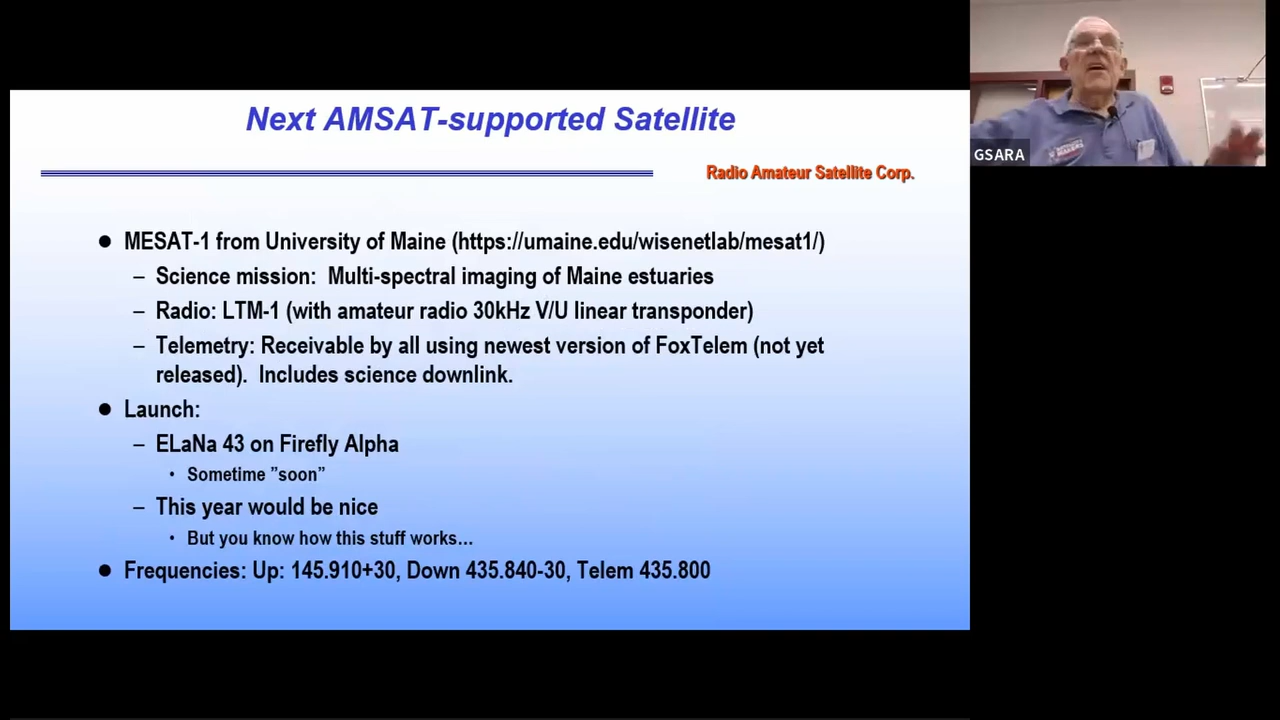 Next AMSAT-supported Satellite
Radio Amateur Satellite Corp.
● MESAT-1 from University of Maine (https://umaine.edu/wisenetlab/mesat1/)
– Science mission: Multi-spectral imaging of Maine estuaries
– Radio: LTM-1 (with amateur radio 30kHz V/U linear transponder)
– Telemetry: Receivable by all using newest version of FoxTelem (not yet
released). Includes science downlink.
● Launch:
– ELaNa 43 on Firefly Alpha
• Sometime ”soon”
– This year would be nice
• But you know how this stuff works…
● Frequencies: Up: 145.910+30, Down 435.840-30, Telem 435.800
GSARA